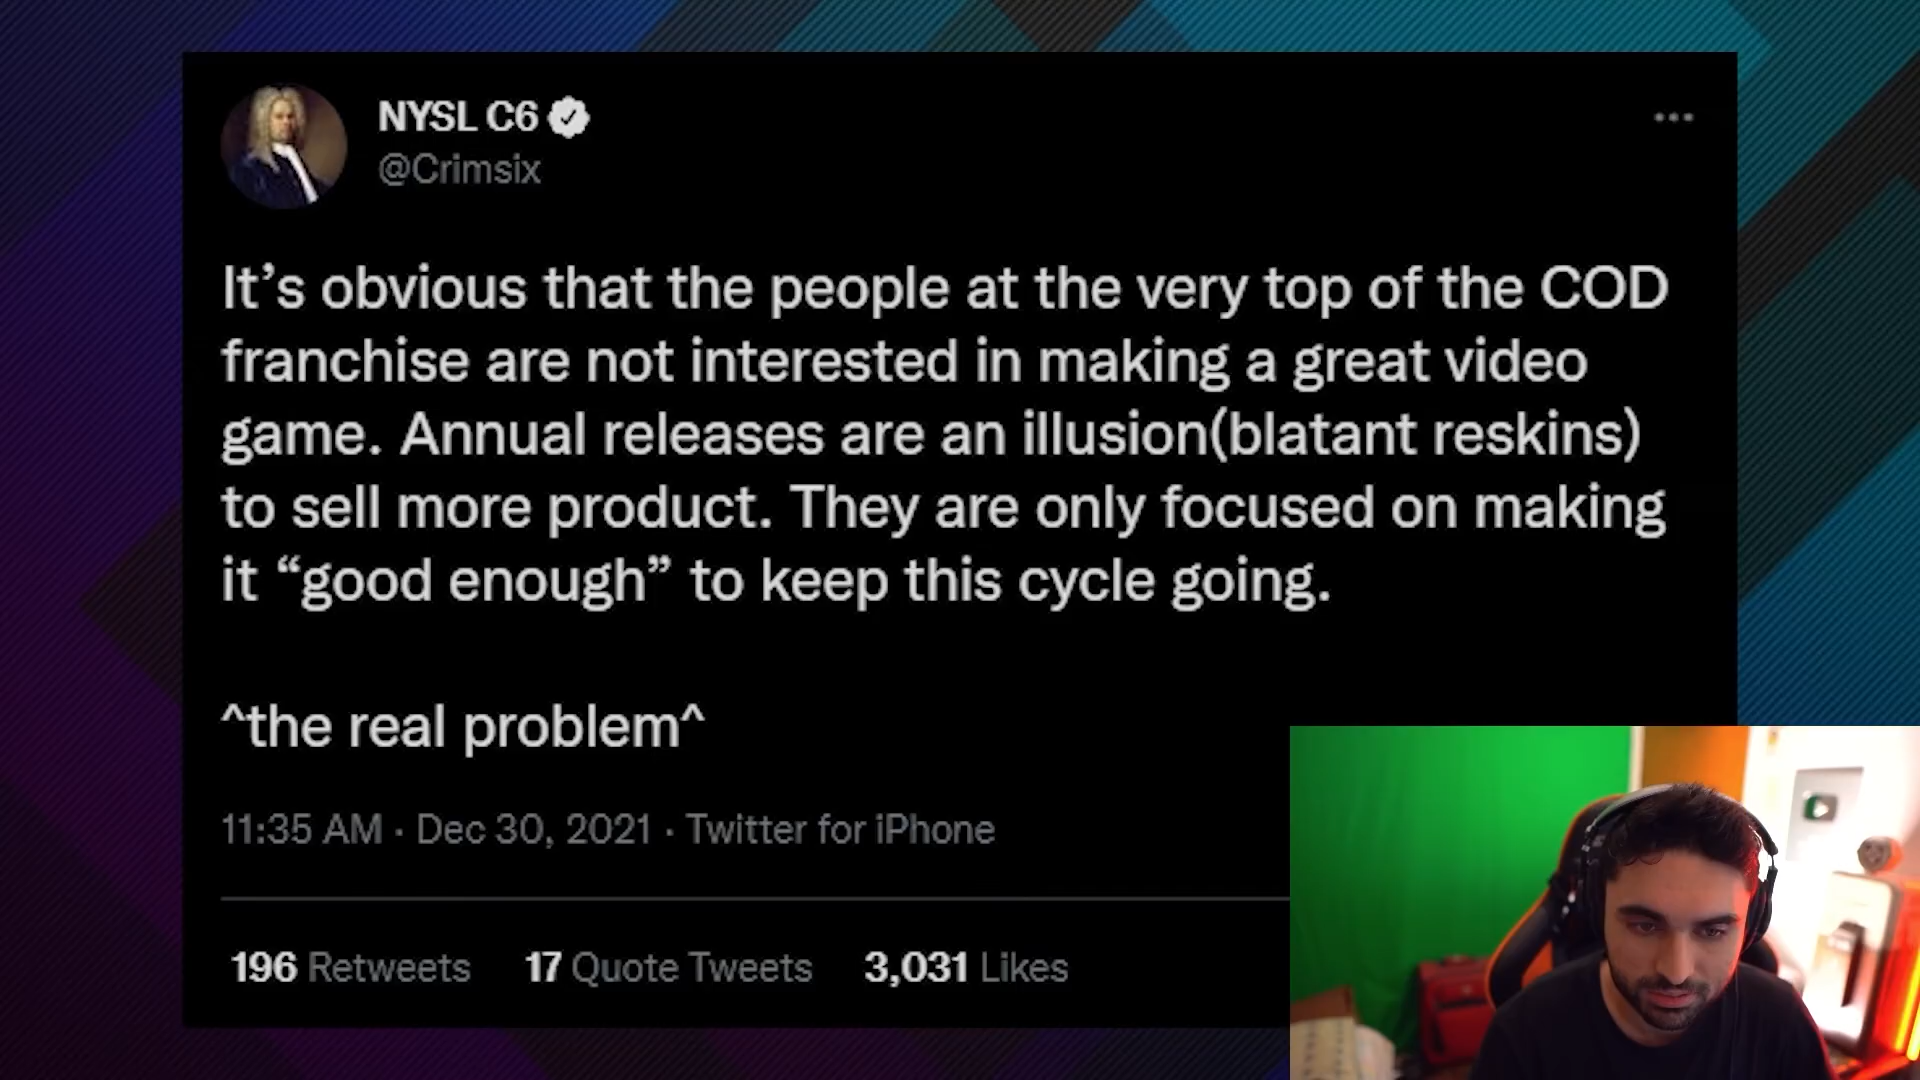 NYSL C6
@Crimsix
It’s obvious that the people at the very top of the COD
franchise are not interested in making a great video
game. Annual releases are an illusion(blatant reskins)
to sell more product. They are only focused on making
it “good enough” to keep this cycle going.
^the real problem^
11:35 AM · Dec 30, 2021 · Twitter for iPhone
196 Retweets 17 Quote Tweets 3,031 Likes